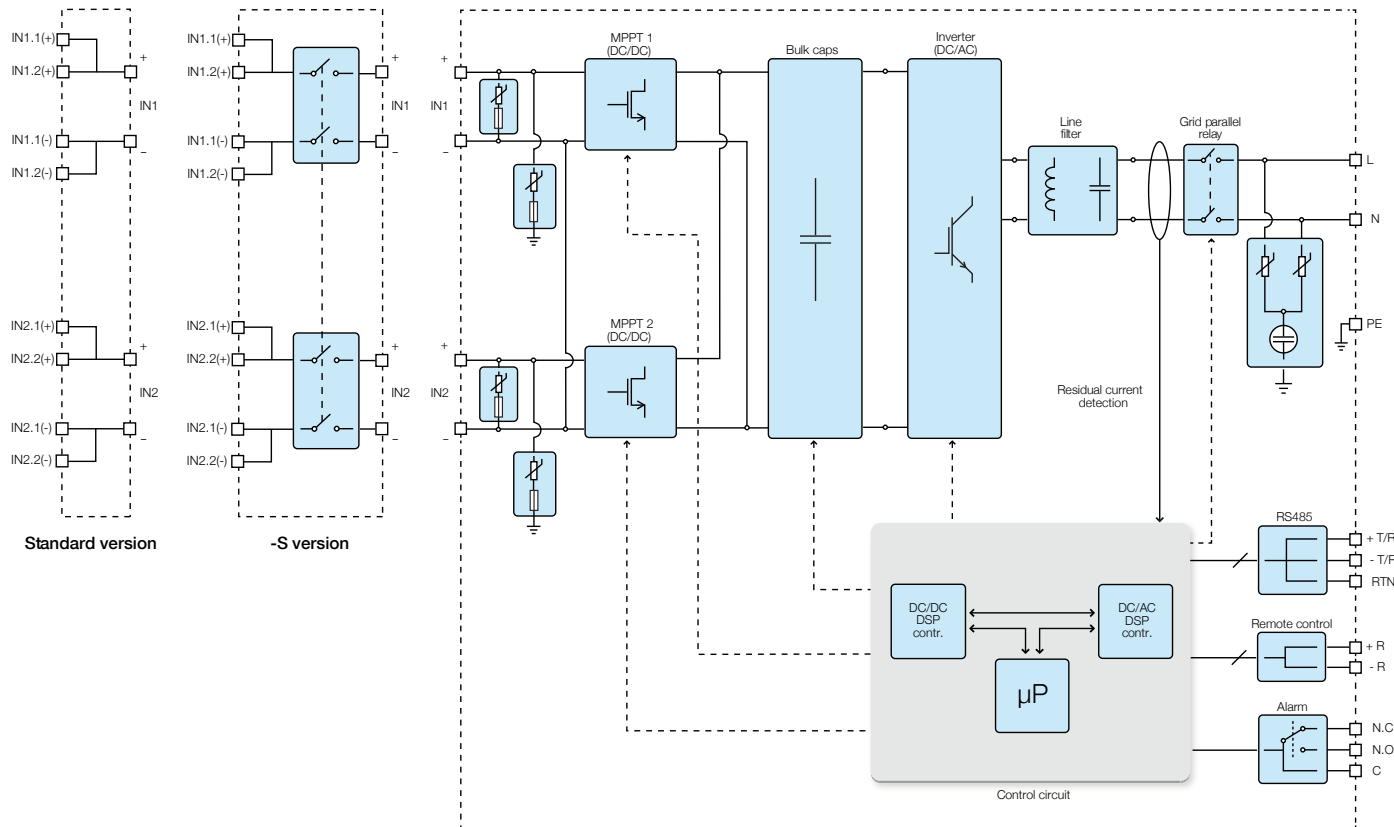 IN1.1(+)
IN1.2(+)
+
IN1
IN1.1(-)
IN1.2(-)
−
IN2.1(+)
IN2.2(+)
+
IN2
IN2.1(-)
IN2.2(-)
−
Standard version
IN1.1(+)
IN1.2(+)
+
IN1
IN1.1(-)
IN1.2(-)
−
IN2.1(+)
IN2.2(+)
+
IN2
IN2.1(-)
IN2.2(-)
−
-S version
+
IN1
−
+
IN2
−
MPPT 1
(DC/DC)
MPPT 2
(DC/DC)
Bulk caps
Inverter
(DC/AC)
Line
filter
Grid parallel
relay
L
N
PE
Residual current
detection
DC/DC
DSP
contr.
DC/AC
DSP
contr.
µP
Control circuit
RS485
+ T/R
- T/R
RTN
Remote control
+ R
- R
Alarm
N.C
N.O
C